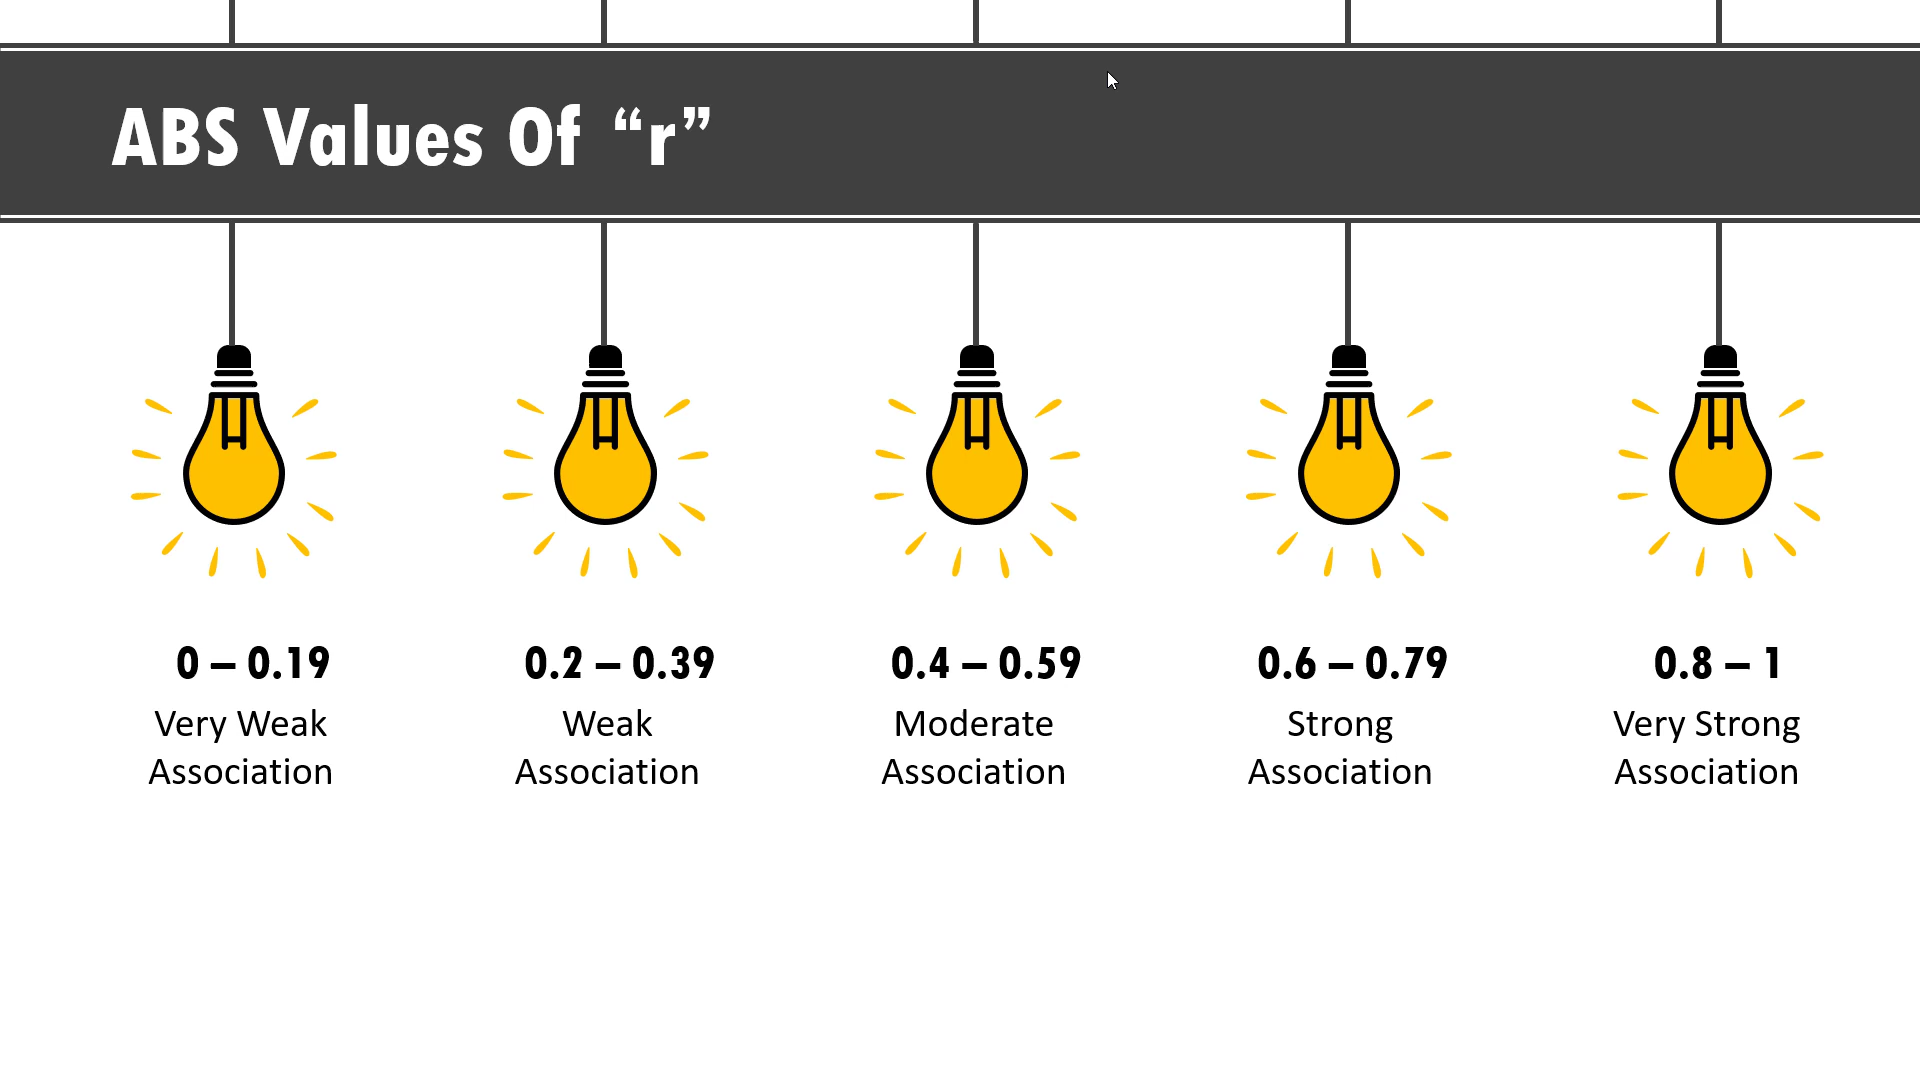 ABS Values Of “r”
0 – 0.19
Very Weak
Association
0.2 – 0.39
Weak
Association
0.4 – 0.59
Moderate
Association
0.6 – 0.79
Strong
Association
0.8 – 1
Very Strong
Association